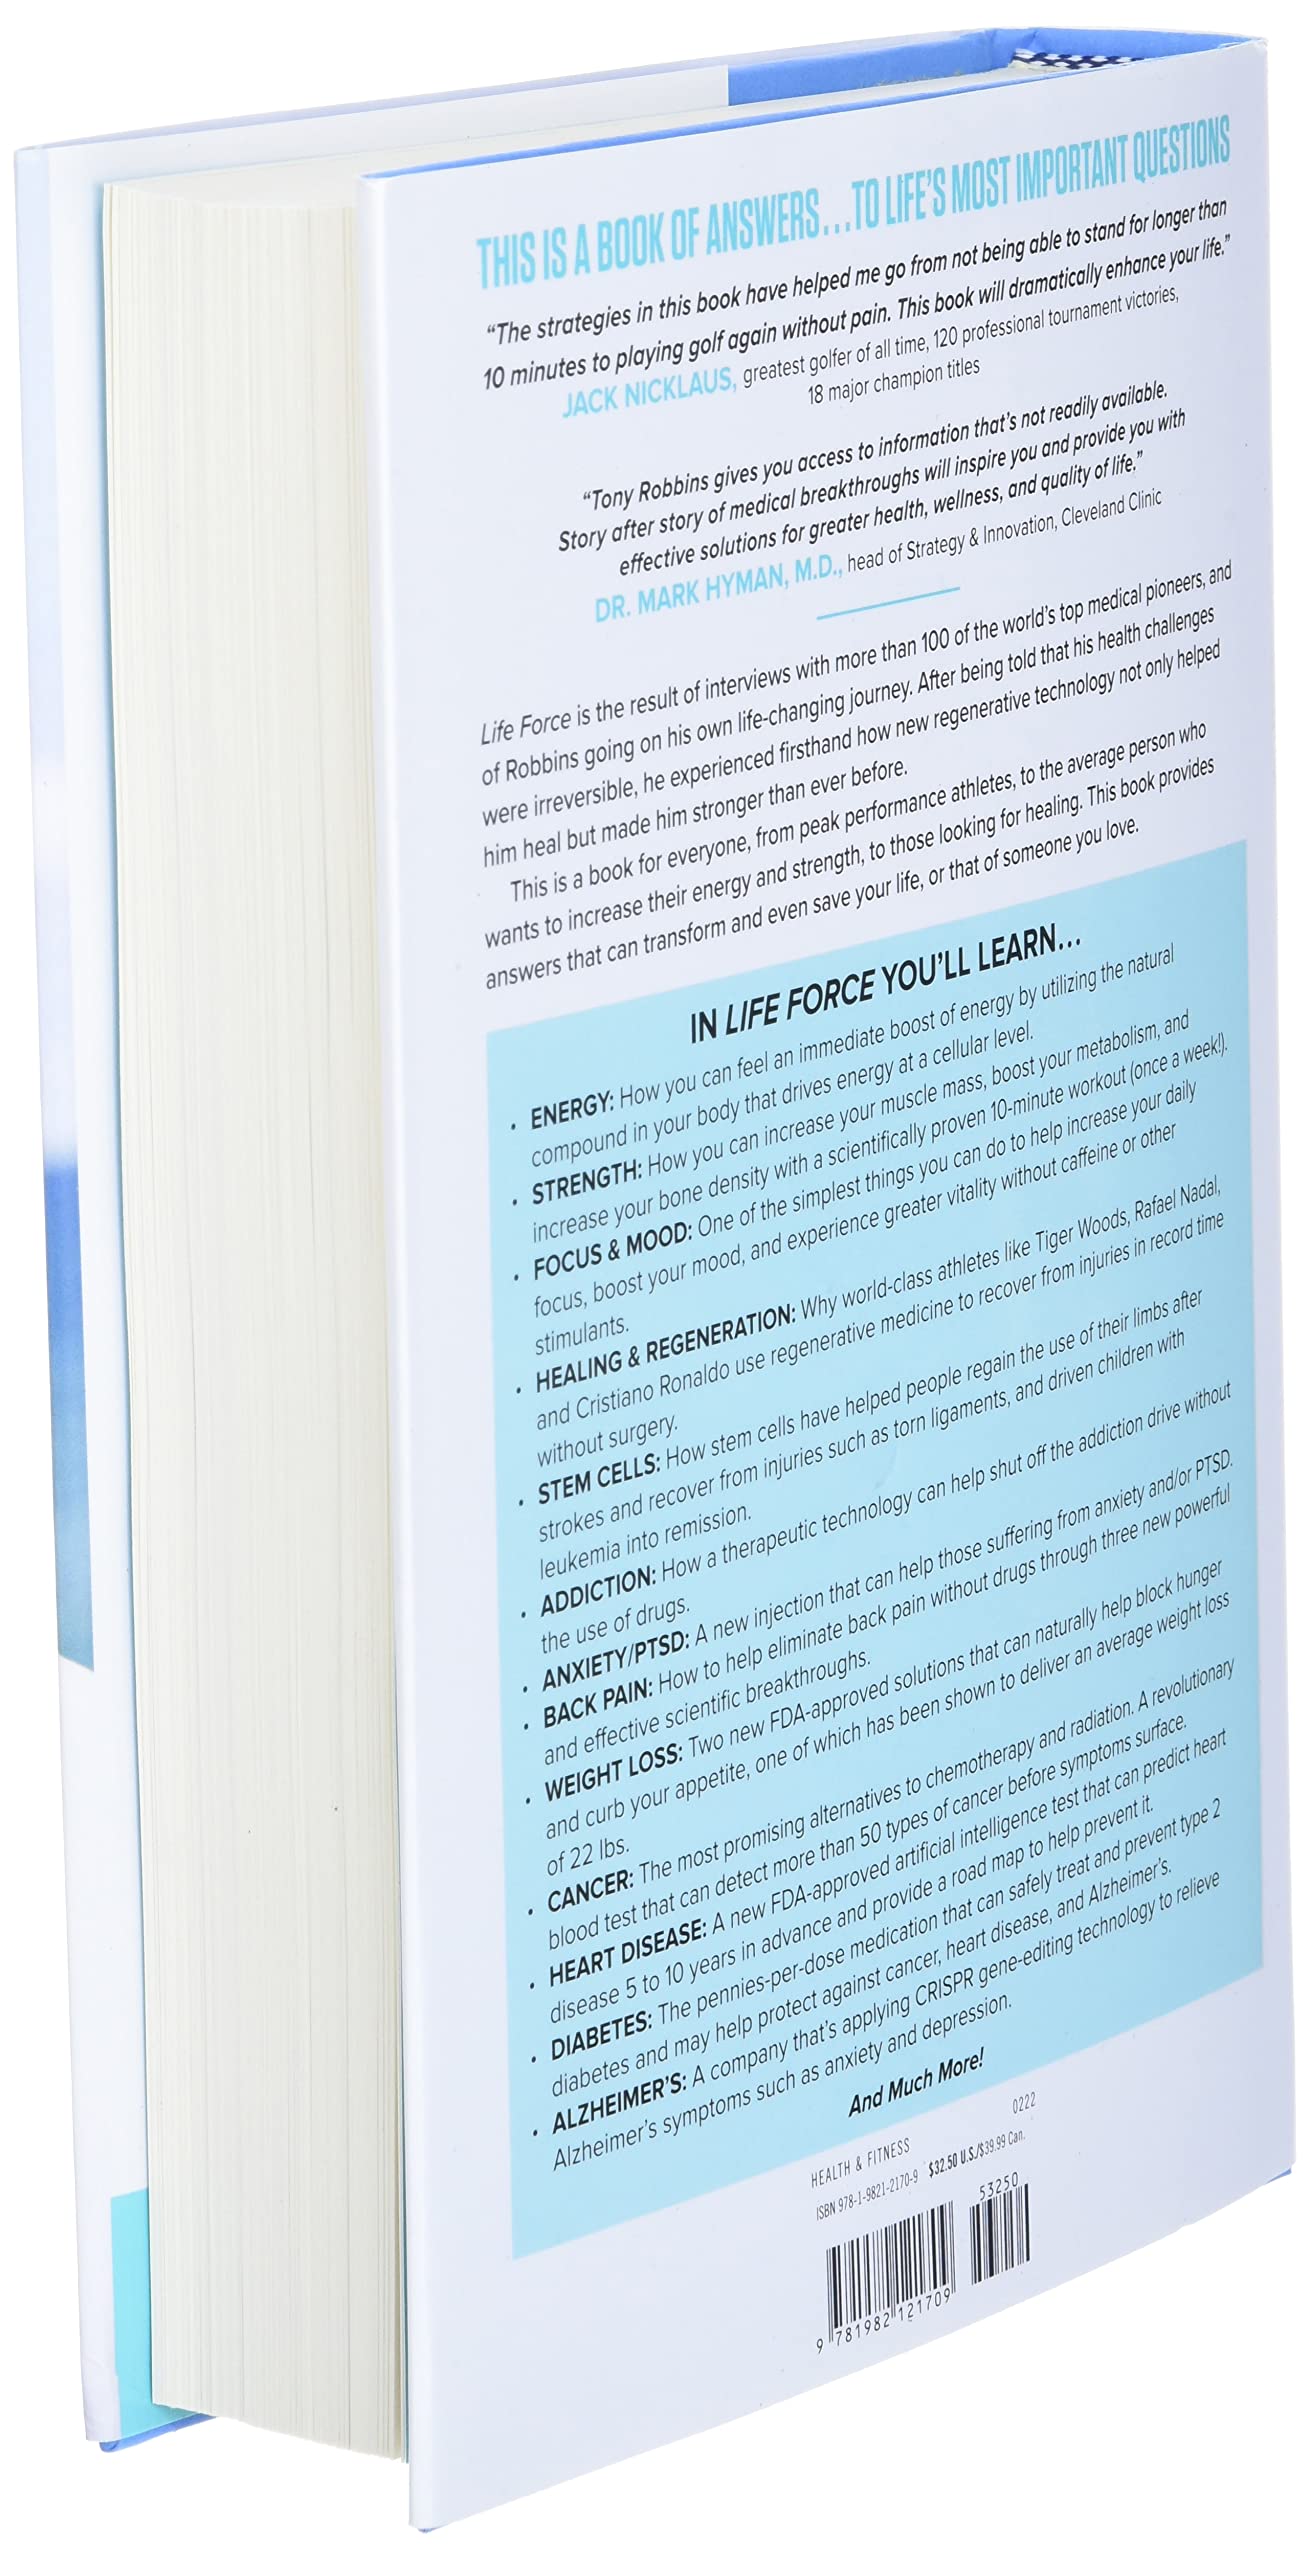 THIS IS A BOOK OF ANSWERS...TO LIFE'S MOST IMPORTANT QUESTIONS
“The strategies in this book have helped me go from not being able to stand for longer than
10 minutes to playing golf again without pain. This book will dramatically enhance your life.”
JACK NICKLAUS, greatest golfer of all time, 120 professional tournament victories,
18 major champion titles
“Tony Robbins gives you access to information that’s not readily available.
Story after story of medical breakthroughs will inspire you and provide you with
effective solutions for greater health, wellness, and quality of life.”
DR. MARK HYMAN, M.D., head of Strategy & Innovation, Cleveland Clinic
Life Force is the result of interviews with more than 100 of the world’s top medical pioneers, and
of Robbins going on his own life-changing journey. After being told that his health challenges
were irreversible, he experienced firsthand how new regenerative technology not only helped
him heal but made him stronger than ever before.
This is a book for everyone, from peak performance athletes, to the average person who
wants to increase their energy and strength, to those looking for healing. This book provides
answers that can transform and even save your life, or that of someone you love.
IN LIFE FORCE YOU’LL LEARN...
• ENERGY: How you can feel an immediate boost of energy by utilizing the natural
compound in your body that drives energy at a cellular level.
• STRENGTH: How you can increase your muscle mass, boost your metabolism, and
increase your bone density with a scientifically proven 10-minute workout (once a week!).
• FOCUS & MOOD: One of the simplest things you can do to help increase your daily
focus, boost your mood, and experience greater vitality without caffeine or other
stimulants.
• HEALING & REGENERATION: Why world-class athletes like Tiger Woods, Rafael Nadal,
and Cristiano Ronaldo use regenerative medicine to recover from injuries in record time
without surgery.
• STEM CELLS: How stem cells have helped people regain the use of their limbs after
strokes and recover from injuries such as torn ligaments, and driven children with
leukemia into remission.
• ADDICTION: How a therapeutic technology can help shut off the addiction drive without
the use of drugs.
• ANXIETY/PTSD: A new injection that can help those suffering from anxiety and/or PTSD.
• BACK PAIN: How to help eliminate back pain without drugs through three new powerful
and effective scientific breakthroughs.
• WEIGHT LOSS: Two new FDA-approved solutions that can naturally help block hunger
and curb your appetite, one of which has been shown to deliver an average weight loss
of 22 lbs.
• CANCER: The most promising alternatives to chemotherapy and radiation. A revolutionary
blood test that can detect more than 50 types of cancer before symptoms surface.
• HEART DISEASE: A new FDA-approved artificial intelligence test that can predict heart
disease 5 to 10 years in advance and provide a road map to help prevent it.
• DIABETES: The pennies-per-dose medication that can safely treat and prevent type 2
diabetes and may help protect against cancer, heart disease, and Alzheimer’s.
• ALZHEIMER’S: A company that’s applying CRISPR gene-editing technology to relieve
Alzheimer’s symptoms such as anxiety and depression.
And Much More!
HEALTH & FITNESS 0222
ISBN 978-1-9821-2170-9 $32.50 U.S./$39.99 Can.
53250
9 781982 121709